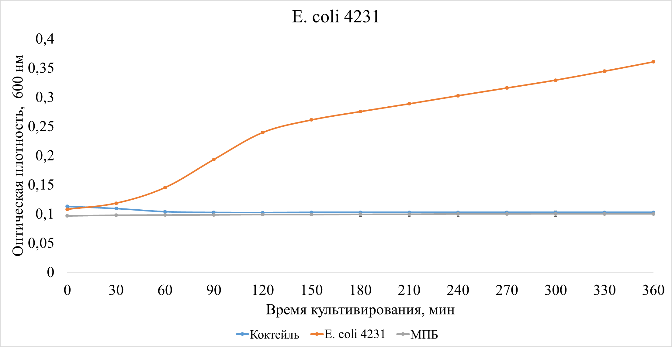 E. coli 4231
Оптическая плотность, 600 нм
0,4
0,35
0,3
0,25
0,2
0,15
0,1
0,05
0
0 30 60 90 120 150 180 210 240 270 300 330 360
Время культивирования, мин
Коктейль E. coli 4231 МПБ